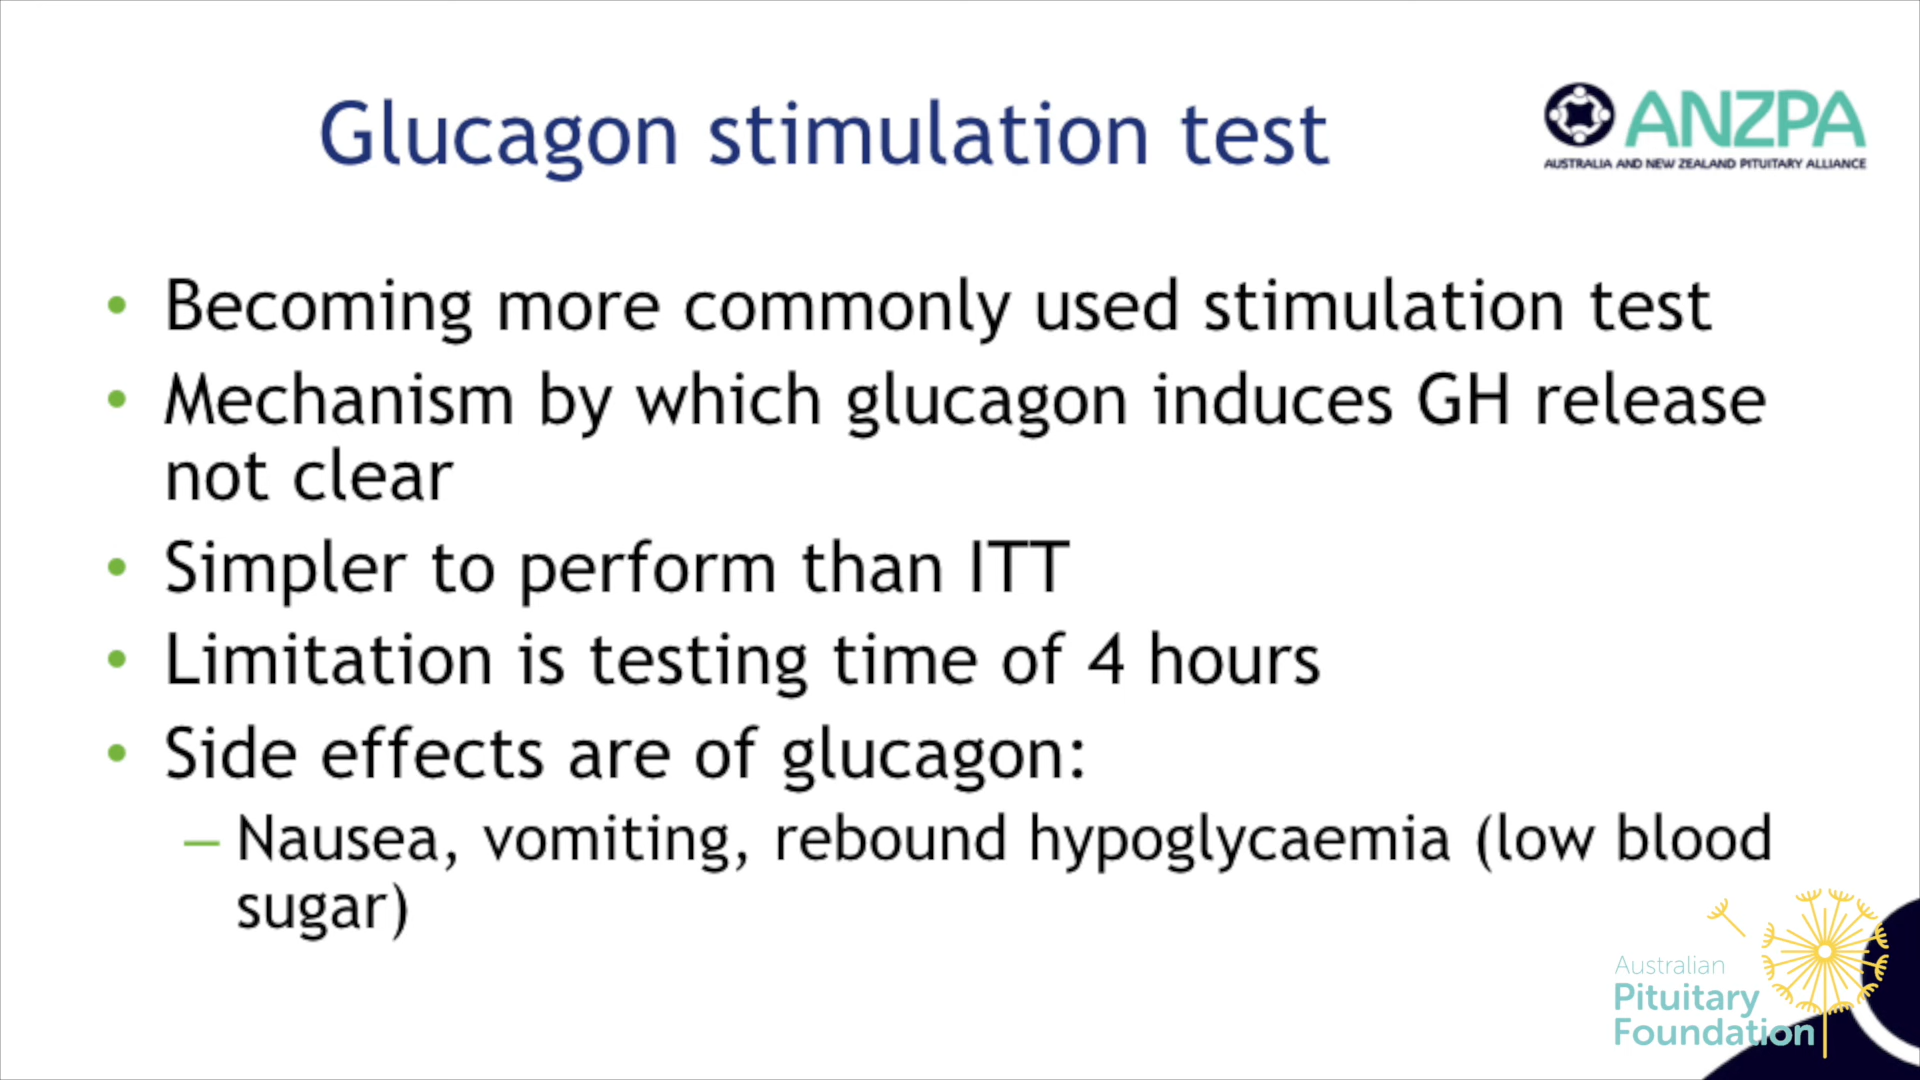 Glucagon stimulation test
ANZPA
AUSTRALIA AND NEW ZEALAND PITUITARY ALLIANCE
• Becoming more commonly used stimulation test
• Mechanism by which glucagon induces GH release
not clear
• Simpler to perform than ITT
• Limitation is testing time of 4 hours
• Side effects are of glucagon:
– Nausea, vomiting, rebound hypoglycaemia (low blood
sugar)
Australian
Pituitary
Foundation